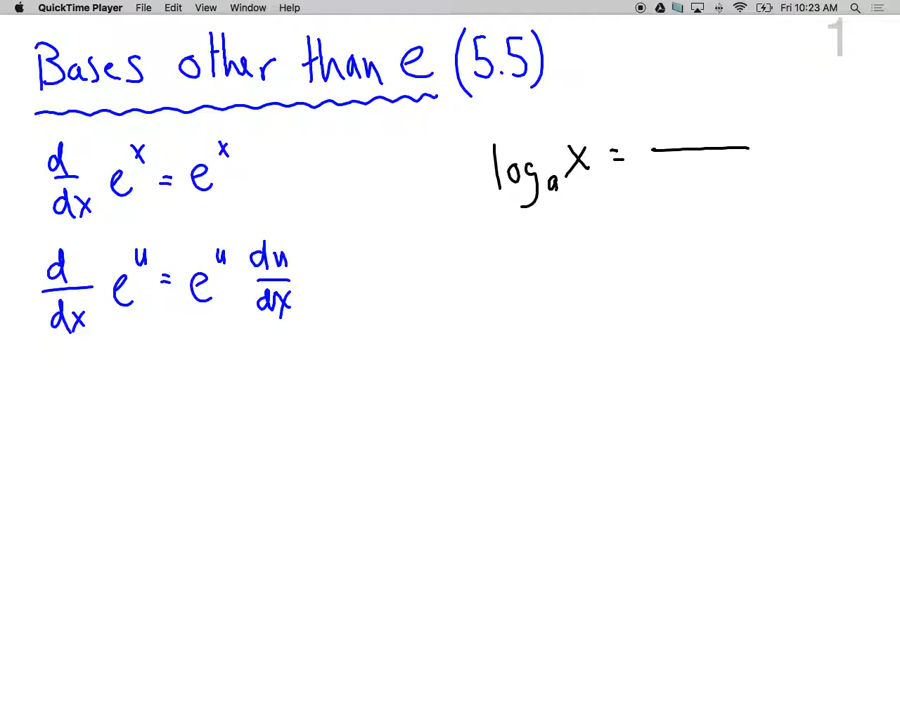 QuickTime Player File Edit View Window Help Fri 10:23 AM
1
Bases other than e (5.5)
d/dx e^x = e^x
log_a x =
d/dx e^u = e^u du/dx